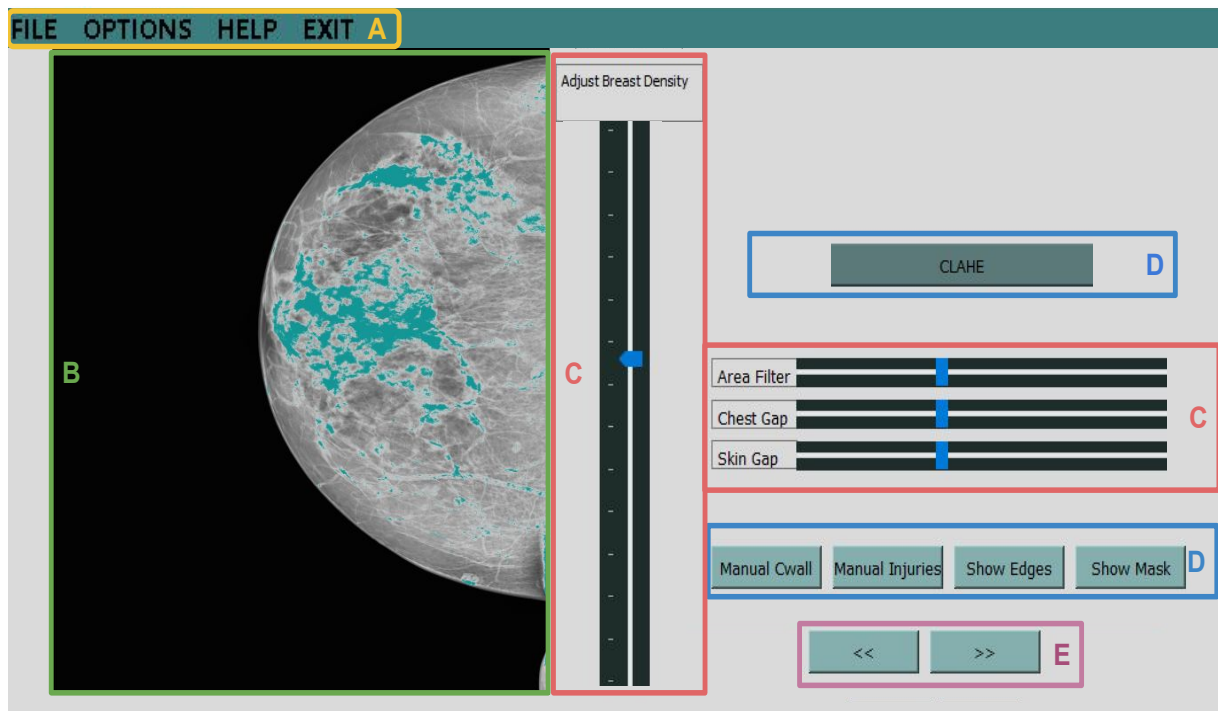 FILE OPTIONS HELP EXIT A
Adjust Breast Density
CLAHE D
B
C
Area Filter
Chest Gap C
Skin Gap
Manual Cwall Manual Injuries Show Edges Show Mask D
<< >> E